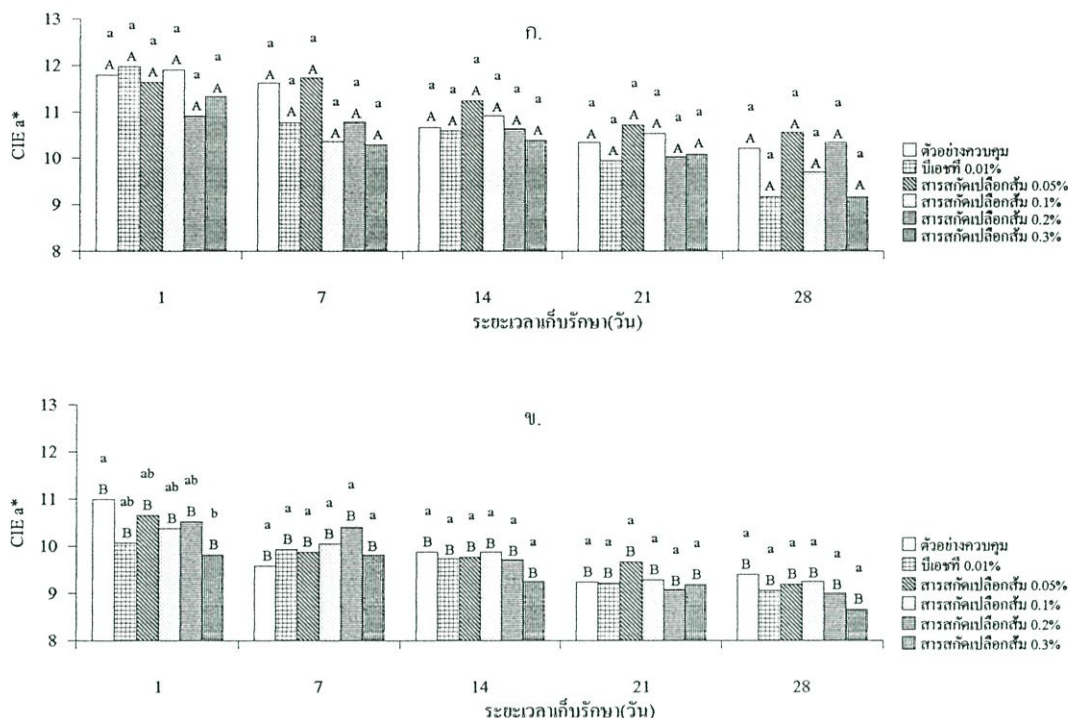 ก.
CIE a*
13
12
11
10
9
8
a a a a a a
A A A A A A
a a a a a a
A A A A A A
a a a a a a
A A A A A A
a a a a a a
A A A A A A
a a a a a a
A A A A A A
1 7 14 21 28
ระยะเวลาเก็บรักษา(วัน)
ตัวอย่างควบคุม
บีเอชที 0.01%
สารสกัดเปลือกส้ม 0.05%
สารสกัดเปลือกส้ม 0.1%
สารสกัดเปลือกส้ม 0.2%
สารสกัดเปลือกส้ม 0.3%
ข.
CIE a*
13
12
11
10
9
8
a ab ab ab ab b
B B B B B B
a a a a a a
B B B B B B
a a a a a a
B B B B B B
a a a a a a
B B B B B B
a a a a a a
B B B B B B
1 7 14 21 28
ระยะเวลาเก็บรักษา(วัน)
ตัวอย่างควบคุม
บีเอชที 0.01%
สารสกัดเปลือกส้ม 0.05%
สารสกัดเปลือกส้ม 0.1%
สารสกัดเปลือกส้ม 0.2%
สารสกัดเปลือกส้ม 0.3%